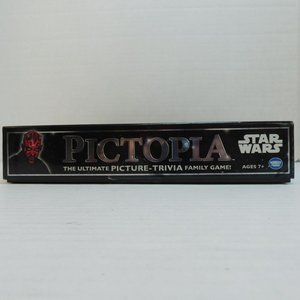 PICTOPIA
THE ULTIMATE PICTURE-TRIVIA FAMILY GAME!
STAR
WARS
AGES 7+